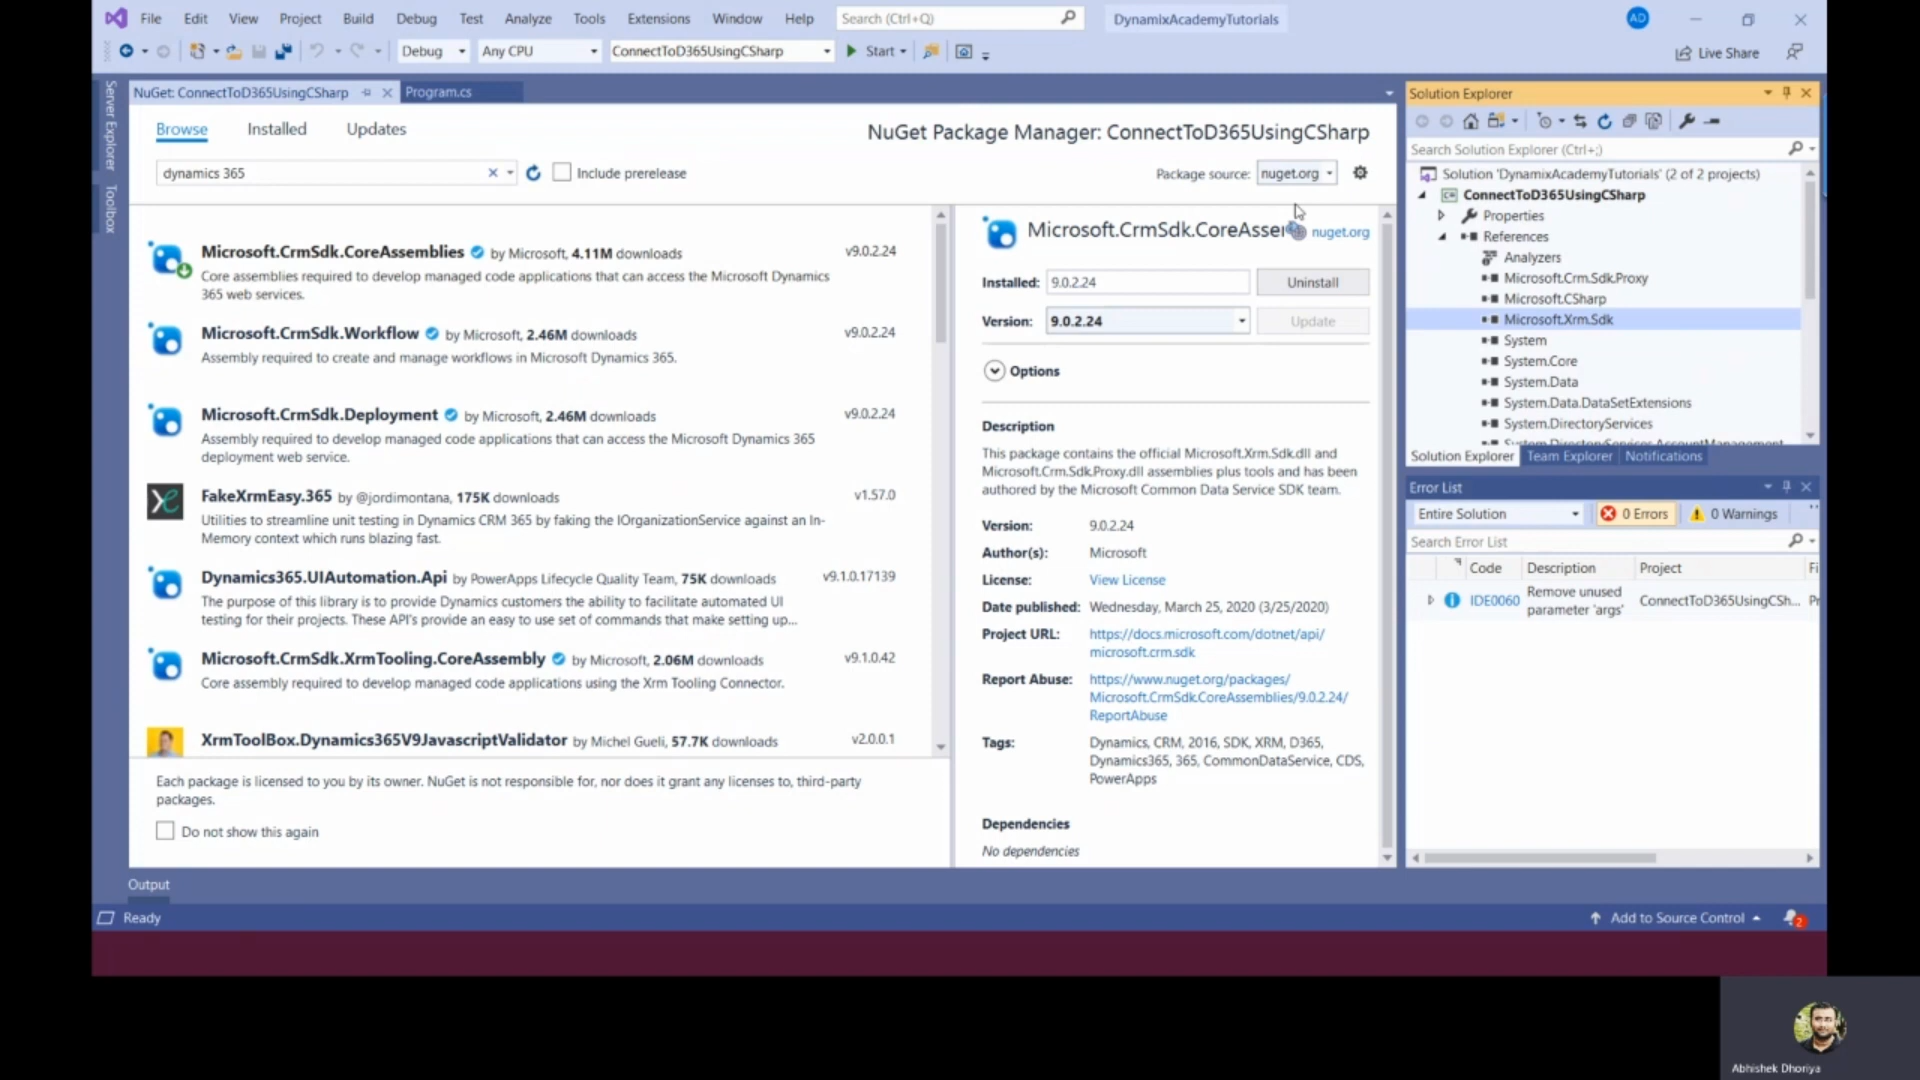 File Edit View Project Build Debug Test Analyze Tools Extensions Window Help Search (Ctrl+Q) DynamixAcademyTutorials AD
Debug Any CPU ConnectToD365UsingCSharp Start Live Share
Server Explorer
Toolbox
NuGet: ConnectToD365UsingCSharp Program.cs
Browse Installed Updates
NuGet Package Manager: ConnectToD365UsingCSharp
dynamics 365 Include prerelease
Package source: nuget.org
Microsoft.CrmSdk.CoreAssemblies by Microsoft, 4.11M downloads v9.0.2.24
Core assemblies required to develop managed code applications that can access the Microsoft Dynamics
365 web services.
Microsoft.CrmSdk.Workflow by Microsoft, 2.46M downloads v9.0.2.24
Assembly required to create and manage workflows in Microsoft Dynamics 365.
Microsoft.CrmSdk.Deployment by Microsoft, 2.46M downloads v9.0.2.24
Assembly required to develop managed code applications that can access the Microsoft Dynamics 365
deployment web service.
FakeXrmEasy.365 by @jordimontana, 175K downloads v1.57.0
Utilities to streamline unit testing in Dynamics CRM 365 by faking the IOrganizationService against an In-
Memory context which runs blazing fast.
Dynamics365.UIAutomation.Api by PowerApps Lifecycle Quality Team, 75K downloads v9.1.0.17139
The purpose of this library is to provide Dynamics customers the ability to facilitate automated UI
testing for their projects. These API's provide an easy to use set of commands that make setting up...
Microsoft.CrmSdk.XrmTooling.CoreAssembly by Microsoft, 2.06M downloads v9.1.0.42
Core assembly required to develop managed code applications using the Xrm Tooling Connector.
XrmToolBox.Dynamics365V9JavascriptValidator by Michel Gueli, 57.7K downloads v2.0.0.1
Each package is licensed to you by its owner. NuGet is not responsible for, nor does it grant any licenses to, third-party
packages.
Do not show this again
Microsoft.CrmSdk.CoreAsser nuget.org
Installed: 9.0.2.24 Uninstall
Version: 9.0.2.24 Update
Options
Description
This package contains the official Microsoft.Xrm.Sdk.dll and
Microsoft.Crm.Sdk.Proxy.dll assemblies plus tools and has been
authored by the Microsoft Common Data Service SDK team.
Version: 9.0.2.24
Author(s): Microsoft
License: View License
Date published: Wednesday, March 25, 2020 (3/25/2020)
Project URL: https://docs.microsoft.com/dotnet/api/
microsoft.crm.sdk
Report Abuse: https://www.nuget.org/packages/
Microsoft.CrmSdk.CoreAssemblies/9.0.2.24/
ReportAbuse
Tags: Dynamics, CRM, 2016, SDK, XRM, D365,
Dynamics365, 365, CommonDataService, CDS,
PowerApps
Dependencies
No dependencies
Solution Explorer
Search Solution Explorer (Ctrl+;)
Solution 'DynamixAcademyTutorials' (2 of 2 projects)
ConnectToD365UsingCSharp
Properties
References
Analyzers
Microsoft.Crm.Sdk.Proxy
Microsoft.CSharp
Microsoft.Xrm.Sdk
System
System.Core
System.Data
System.Data.DataSetExtensions
System.DirectoryServices
System.DirectoryServices.AccountManagement
Solution Explorer Team Explorer Notifications
Error List
Entire Solution 0 Errors 0 Warnings
Search Error List
Code Description Project Fi
IDE0060 Remove unused parameter 'args' ConnectToD365UsingCSh... Pr
Output
Ready Add to Source Control 2
Abhishek Dhoriya